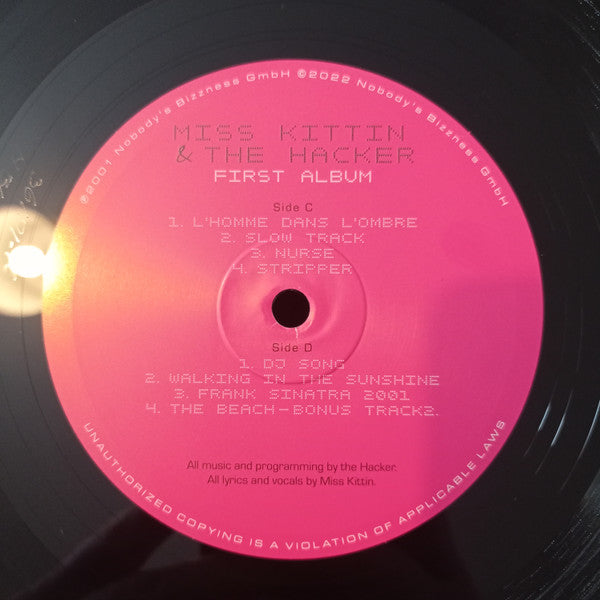 ℗2001 Nobody's Bizzness GmbH ©2022 Nobody's Bizzness GmbH
MISS KITTIN
& THE HACKER
FIRST ALBUM
Side C
1. L'HOMME DANS L'OMBRE
2. SLOW TRACK
3. NURSE
4. STRIPPER
Side D
1. DJ SONG
2. WALKING IN THE SUNSHINE
3. FRANK SINATRA 2001
4. THE BEACH-BONUS TRACK2.
All music and programming by the Hacker.
All lyrics and vocals by Miss Kittin.
UNAUTHORIZED COPYING IS A VIOLATION OF APPLICABLE LAWS